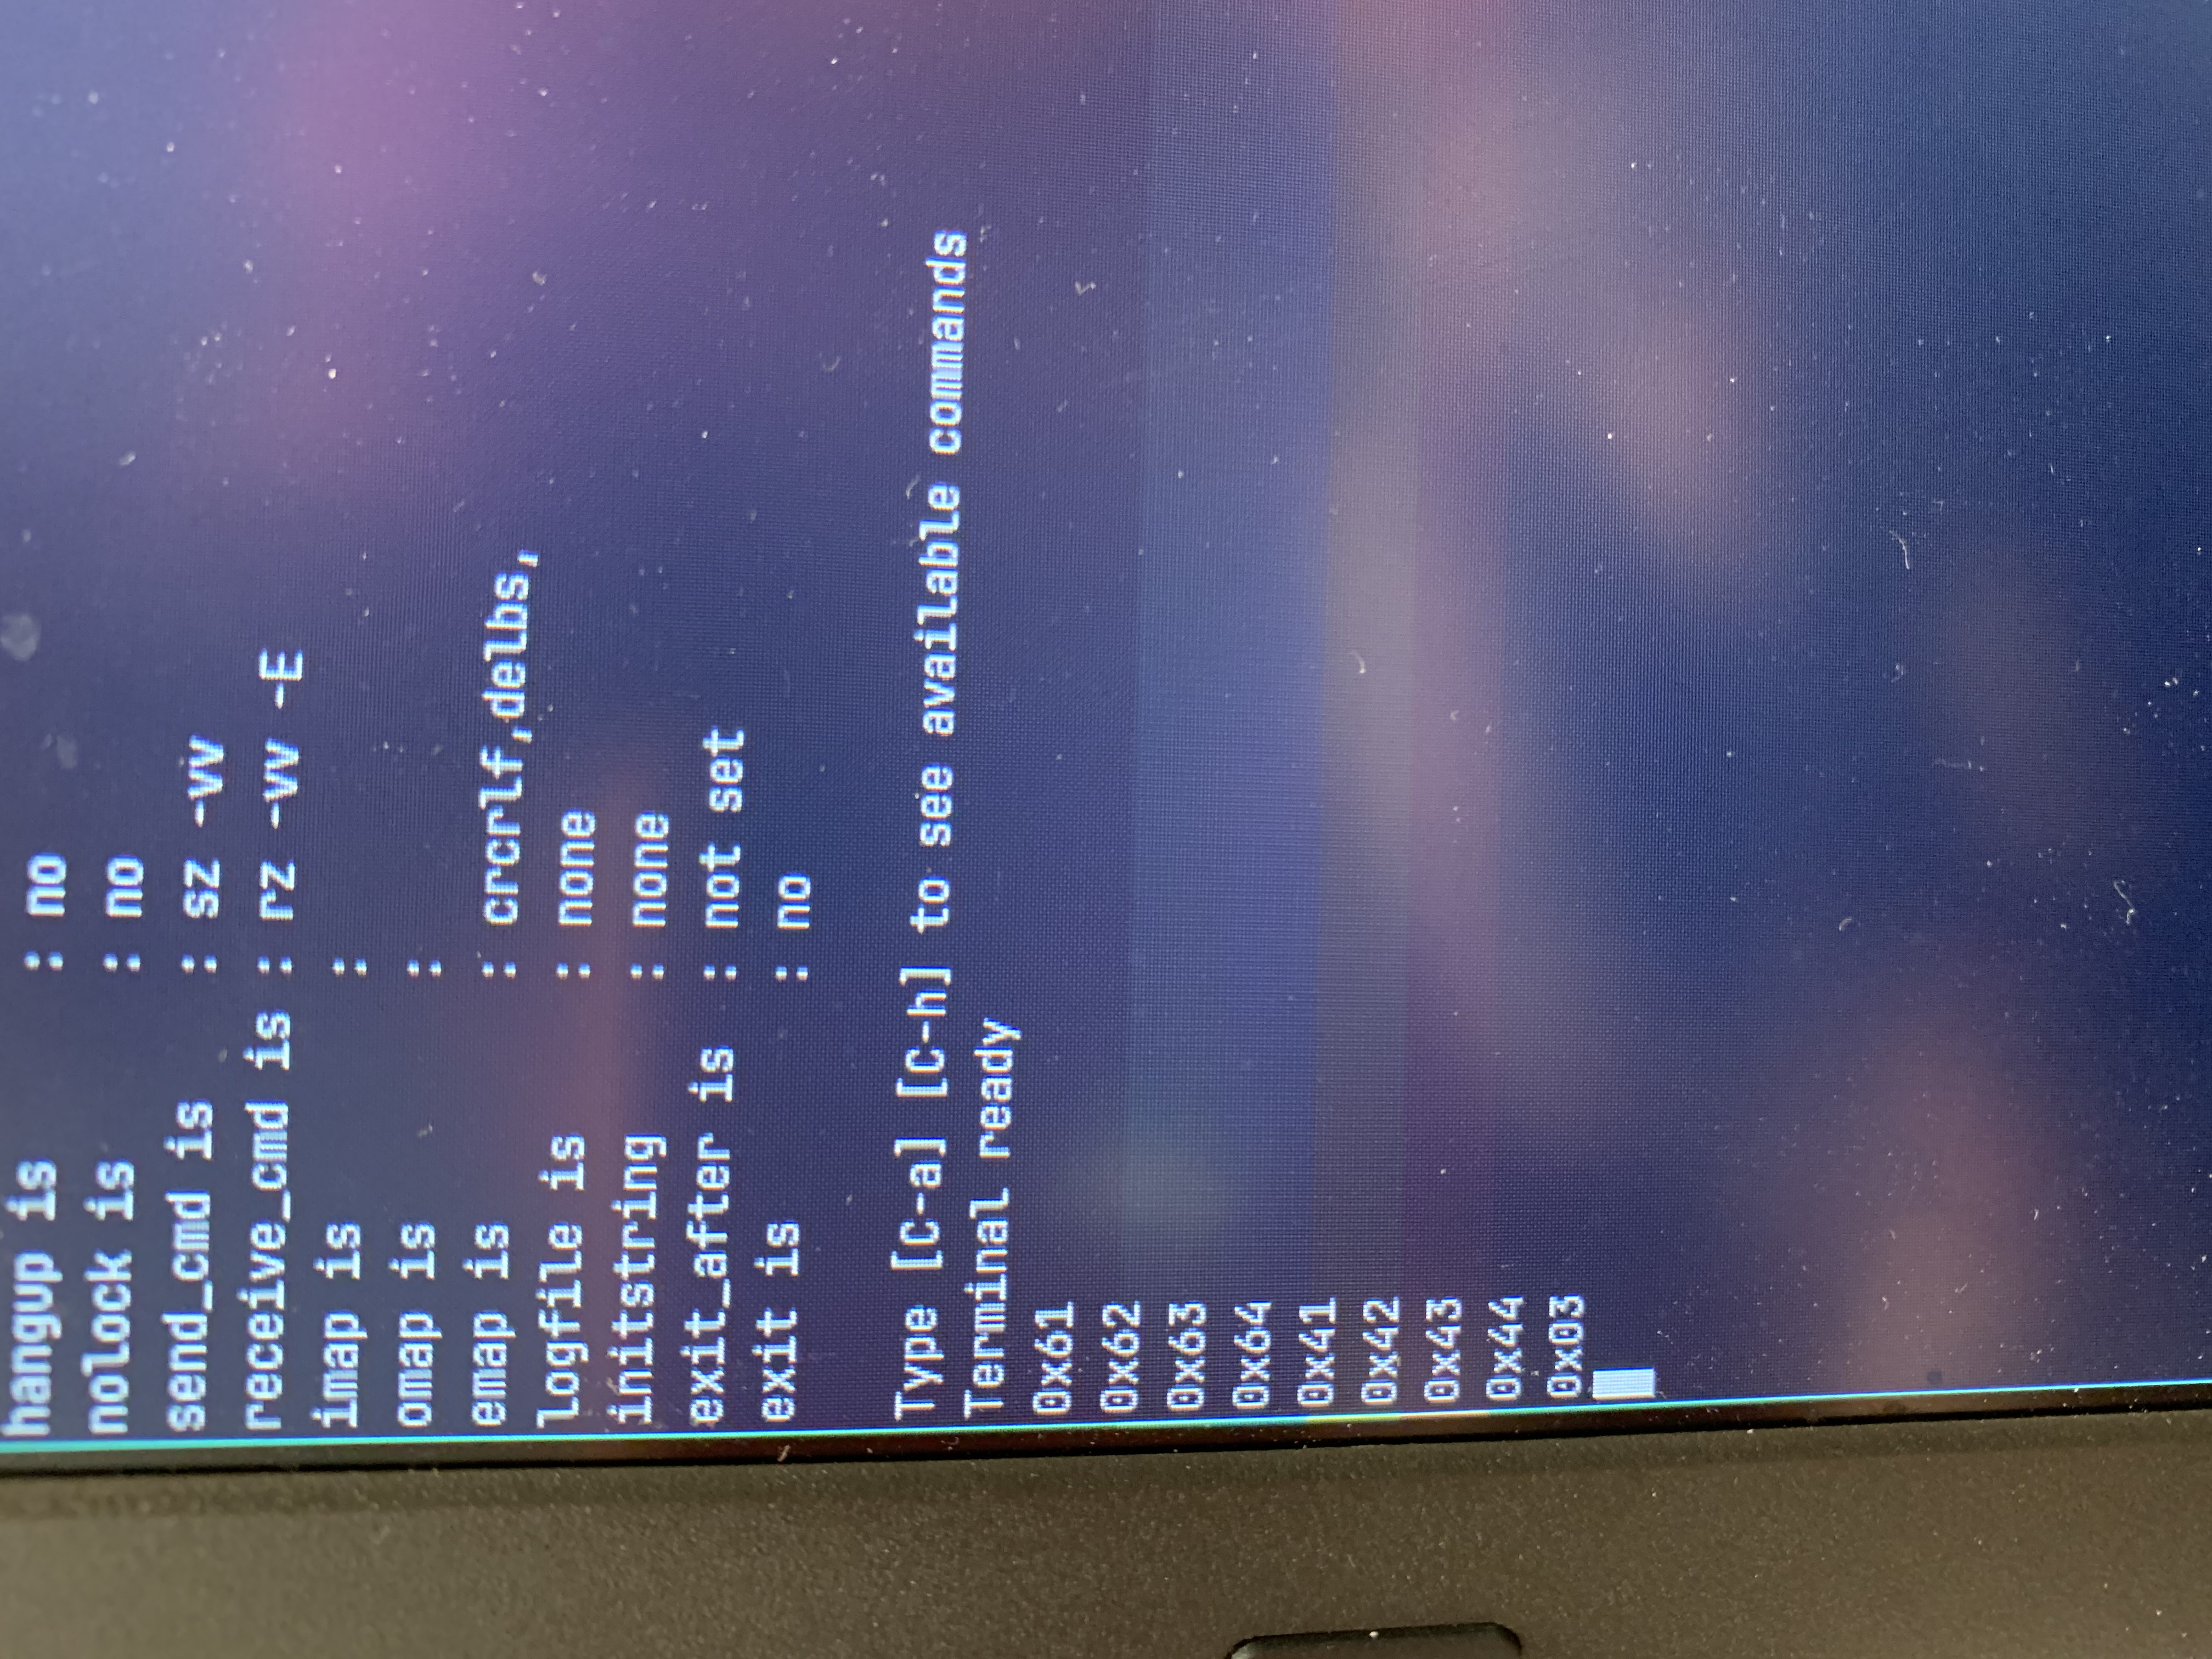 hangup is : no
nolock is : no
send_cmd is : sz -vv
receive_cmd is : rz -vv -E
imap is :
omap is :
emap is : crcrlf,delbs,
logfile is : none
initstring : none
exit_after is : not set
exit is : no
Type [C-a] [C-h] to see available commands
Terminal ready
0x61
0x62
0x63
0x64
0x41
0x42
0x43
0x44
0x03